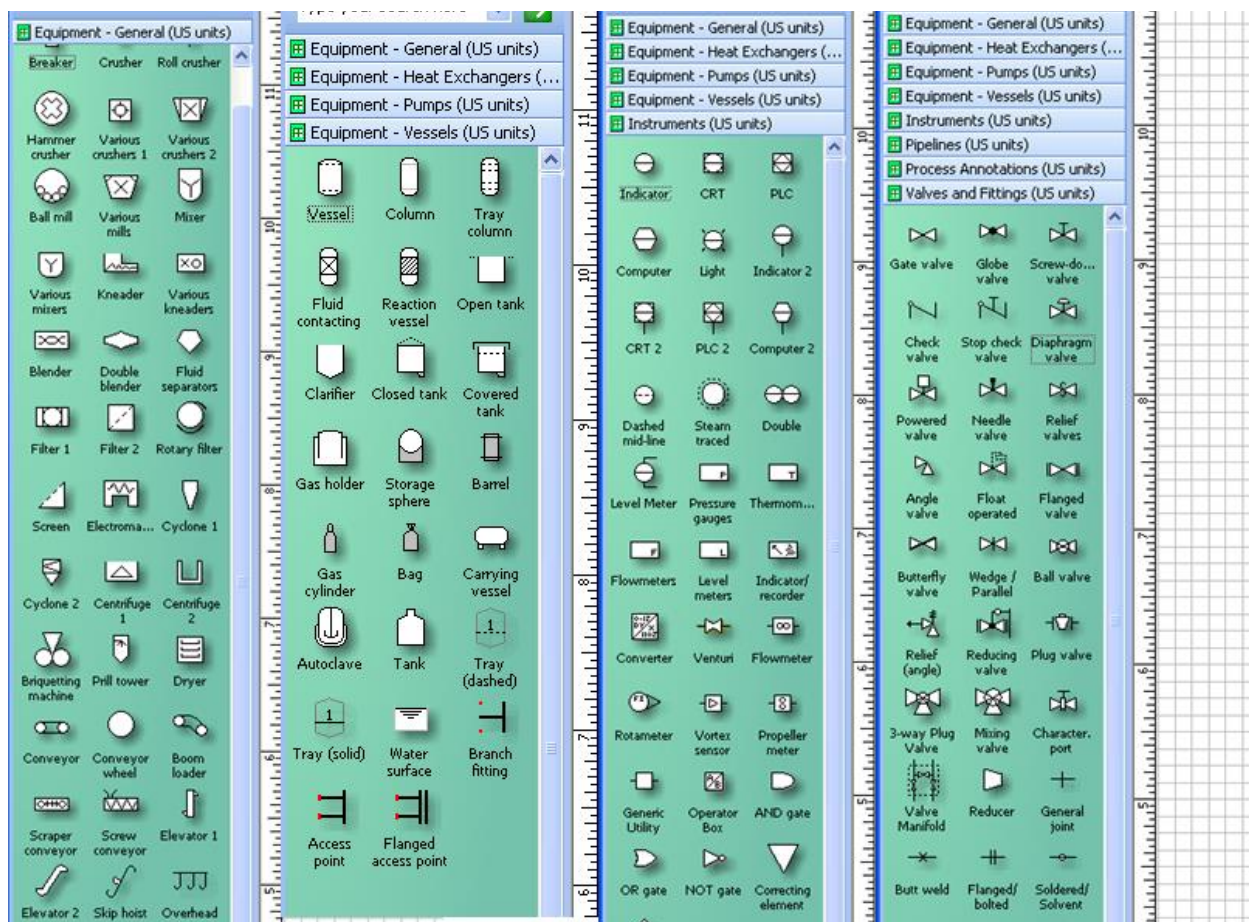 Equipment - General (US units)
Breaker Crusher Roll crusher
Hammer crusher
Various crushers 1
Various crushers 2
Ball mill
Various mills
Mixer
Various mixers
Kneader
Various kneaders
Blender
Double blender
Fluid separators
Filter 1 Filter 2 Rotary filter
Screen Electroma... Cyclone 1
Cyclone 2
Centrifuge 1
Centrifuge 2
Briquetting machine
Prill tower
Dryer
Conveyor
Conveyor wheel
Boom loader
Scraper conveyor
Screw conveyor
Elevator 1
Elevator 2 Skip hoist Overhead
Type your search here
Equipment - General (US units)
Equipment - Heat Exchangers (...
Equipment - Pumps (US units)
Equipment - Vessels (US units)
Vessel
Column
Tray column
Fluid contacting
Reaction vessel
Open tank
Clarifier
Closed tank
Covered tank
Gas holder
Storage sphere
Barrel
Gas cylinder
Bag
Carrying vessel
Autoclave
Tank
1
Tray (dashed)
1
Tray (solid)
Water surface
Branch fitting
Access point
Flanged access point
Equipment - General (US units)
Equipment - Heat Exchangers (...
Equipment - Pumps (US units)
Equipment - Vessels (US units)
Instruments (US units)
Indicator CRT PLC
Computer Light Indicator 2
CRT 2 PLC 2 Computer 2
Dashed mid-line
Steam traced
Double
Level Meter
P
Pressure gauges
T
Thermom...
F
Flowmeters
L
Level meters
Indicator/ recorder
Converter Venturi Flowmeter
Rotameter
Vortex sensor
Propeller meter
Generic Utility
Operator Box
AND gate
OR gate
NOT gate
Correcting element
Equipment - General (US units)
Equipment - Heat Exchangers (...
Equipment - Pumps (US units)
Equipment - Vessels (US units)
Instruments (US units)
Pipelines (US units)
Process Annotations (US units)
Valves and Fittings (US units)
Gate valve
Globe valve
Screw-do... valve
Check valve
Stop check valve
Diaphragm valve
Powered valve
Needle valve
Relief valves
Angle valve
Float operated
Flanged valve
Butterfly valve
Wedge / Parallel
Ball valve
Relief (angle)
Reducing valve
Plug valve
3-way Plug Valve
Mixing valve
Character. port
Valve Manifold
Reducer
General joint
Butt weld
Flanged/ bolted
Soldered/ Solvent